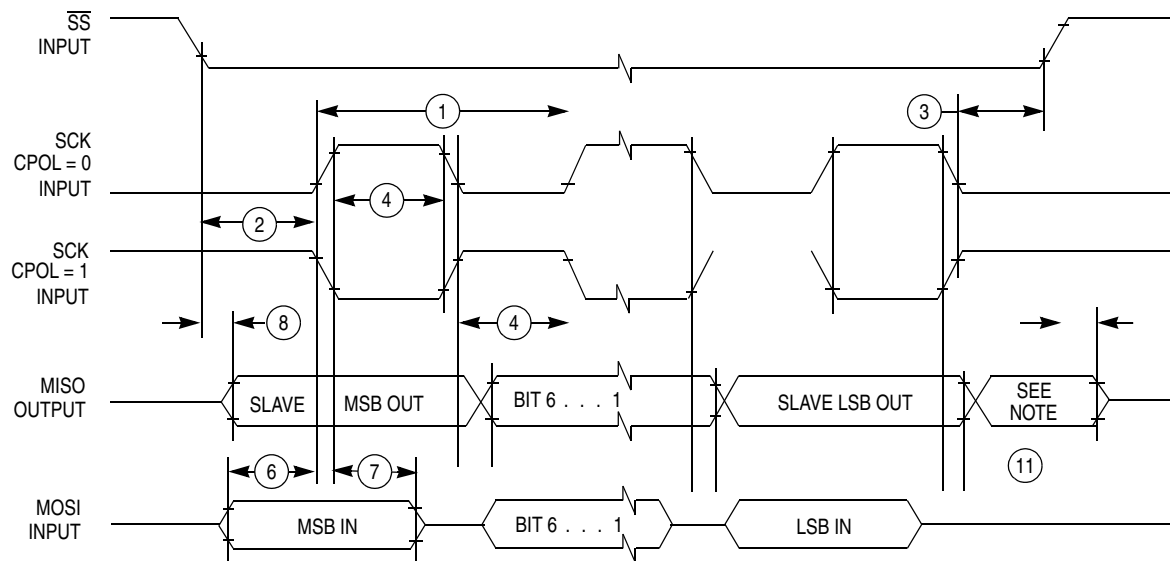 SS
INPUT
1
3
SCK
CPOL = 0
INPUT
4
2
SCK
CPOL = 1
INPUT
8
4
MISO
OUTPUT
SLAVE MSB OUT
BIT 6 . . . 1
SLAVE LSB OUT
SEE
NOTE
6
7
11
MOSI
INPUT
MSB IN
BIT 6 . . . 1
LSB IN